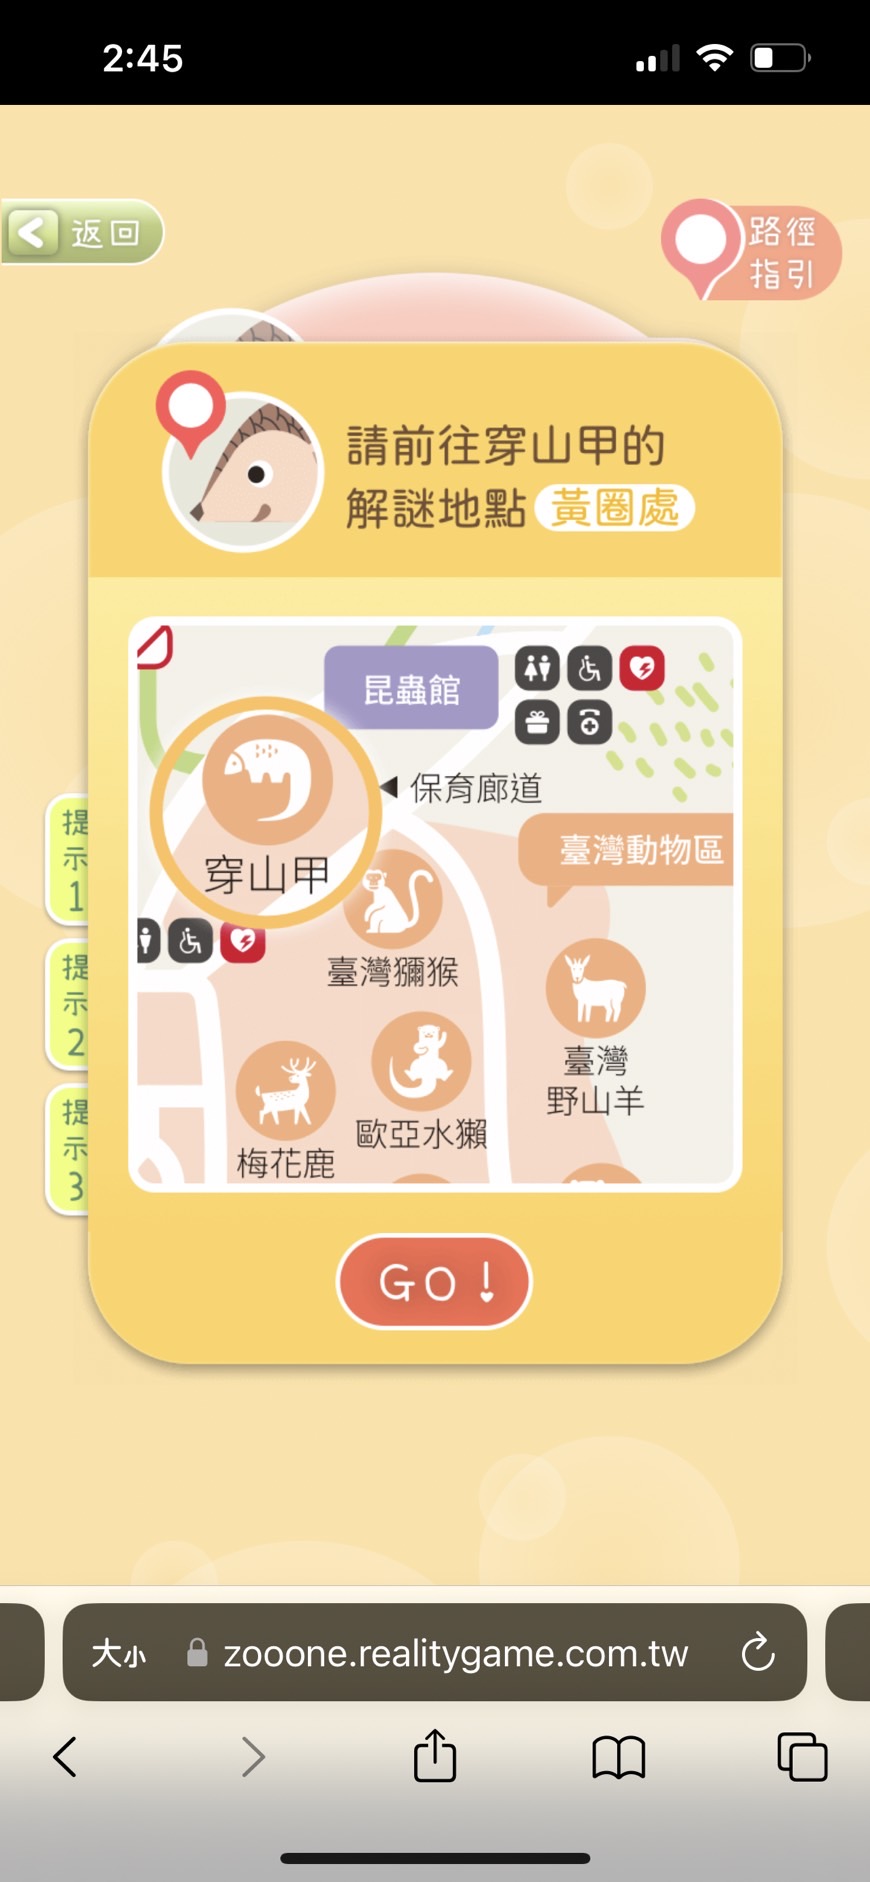 2:45
返回
路徑
指引
請前往穿山甲的
解謎地點 黃圈處
昆蟲館
保育廊道
穿山甲
臺灣動物區
臺灣獼猴
臺灣
野山羊
歐亞水獺
梅花鹿
提
示
1
提
示
2
提
示
3
GO!
大小 zooone.realitygame.com.tw